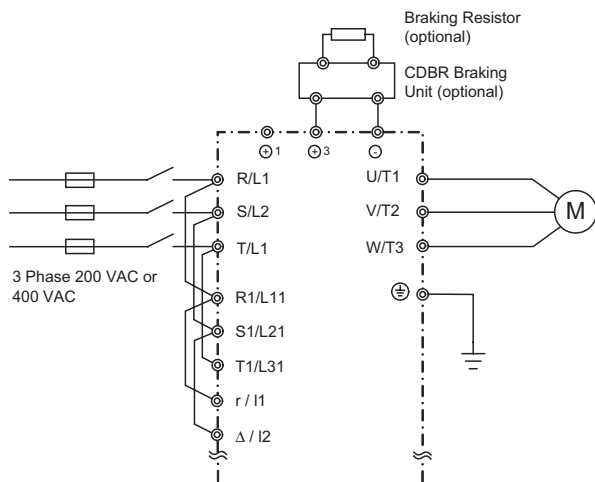 Braking Resistor
(optional)
CDBR Braking
Unit (optional)
⊕1
⊕3
⊖
R/L1
U/T1
S/L2
V/T2
M
T/L1
W/T3
3 Phase 200 VAC or
400 VAC
R1/L11
S1/L21
T1/L31
r / l1
Δ / l2